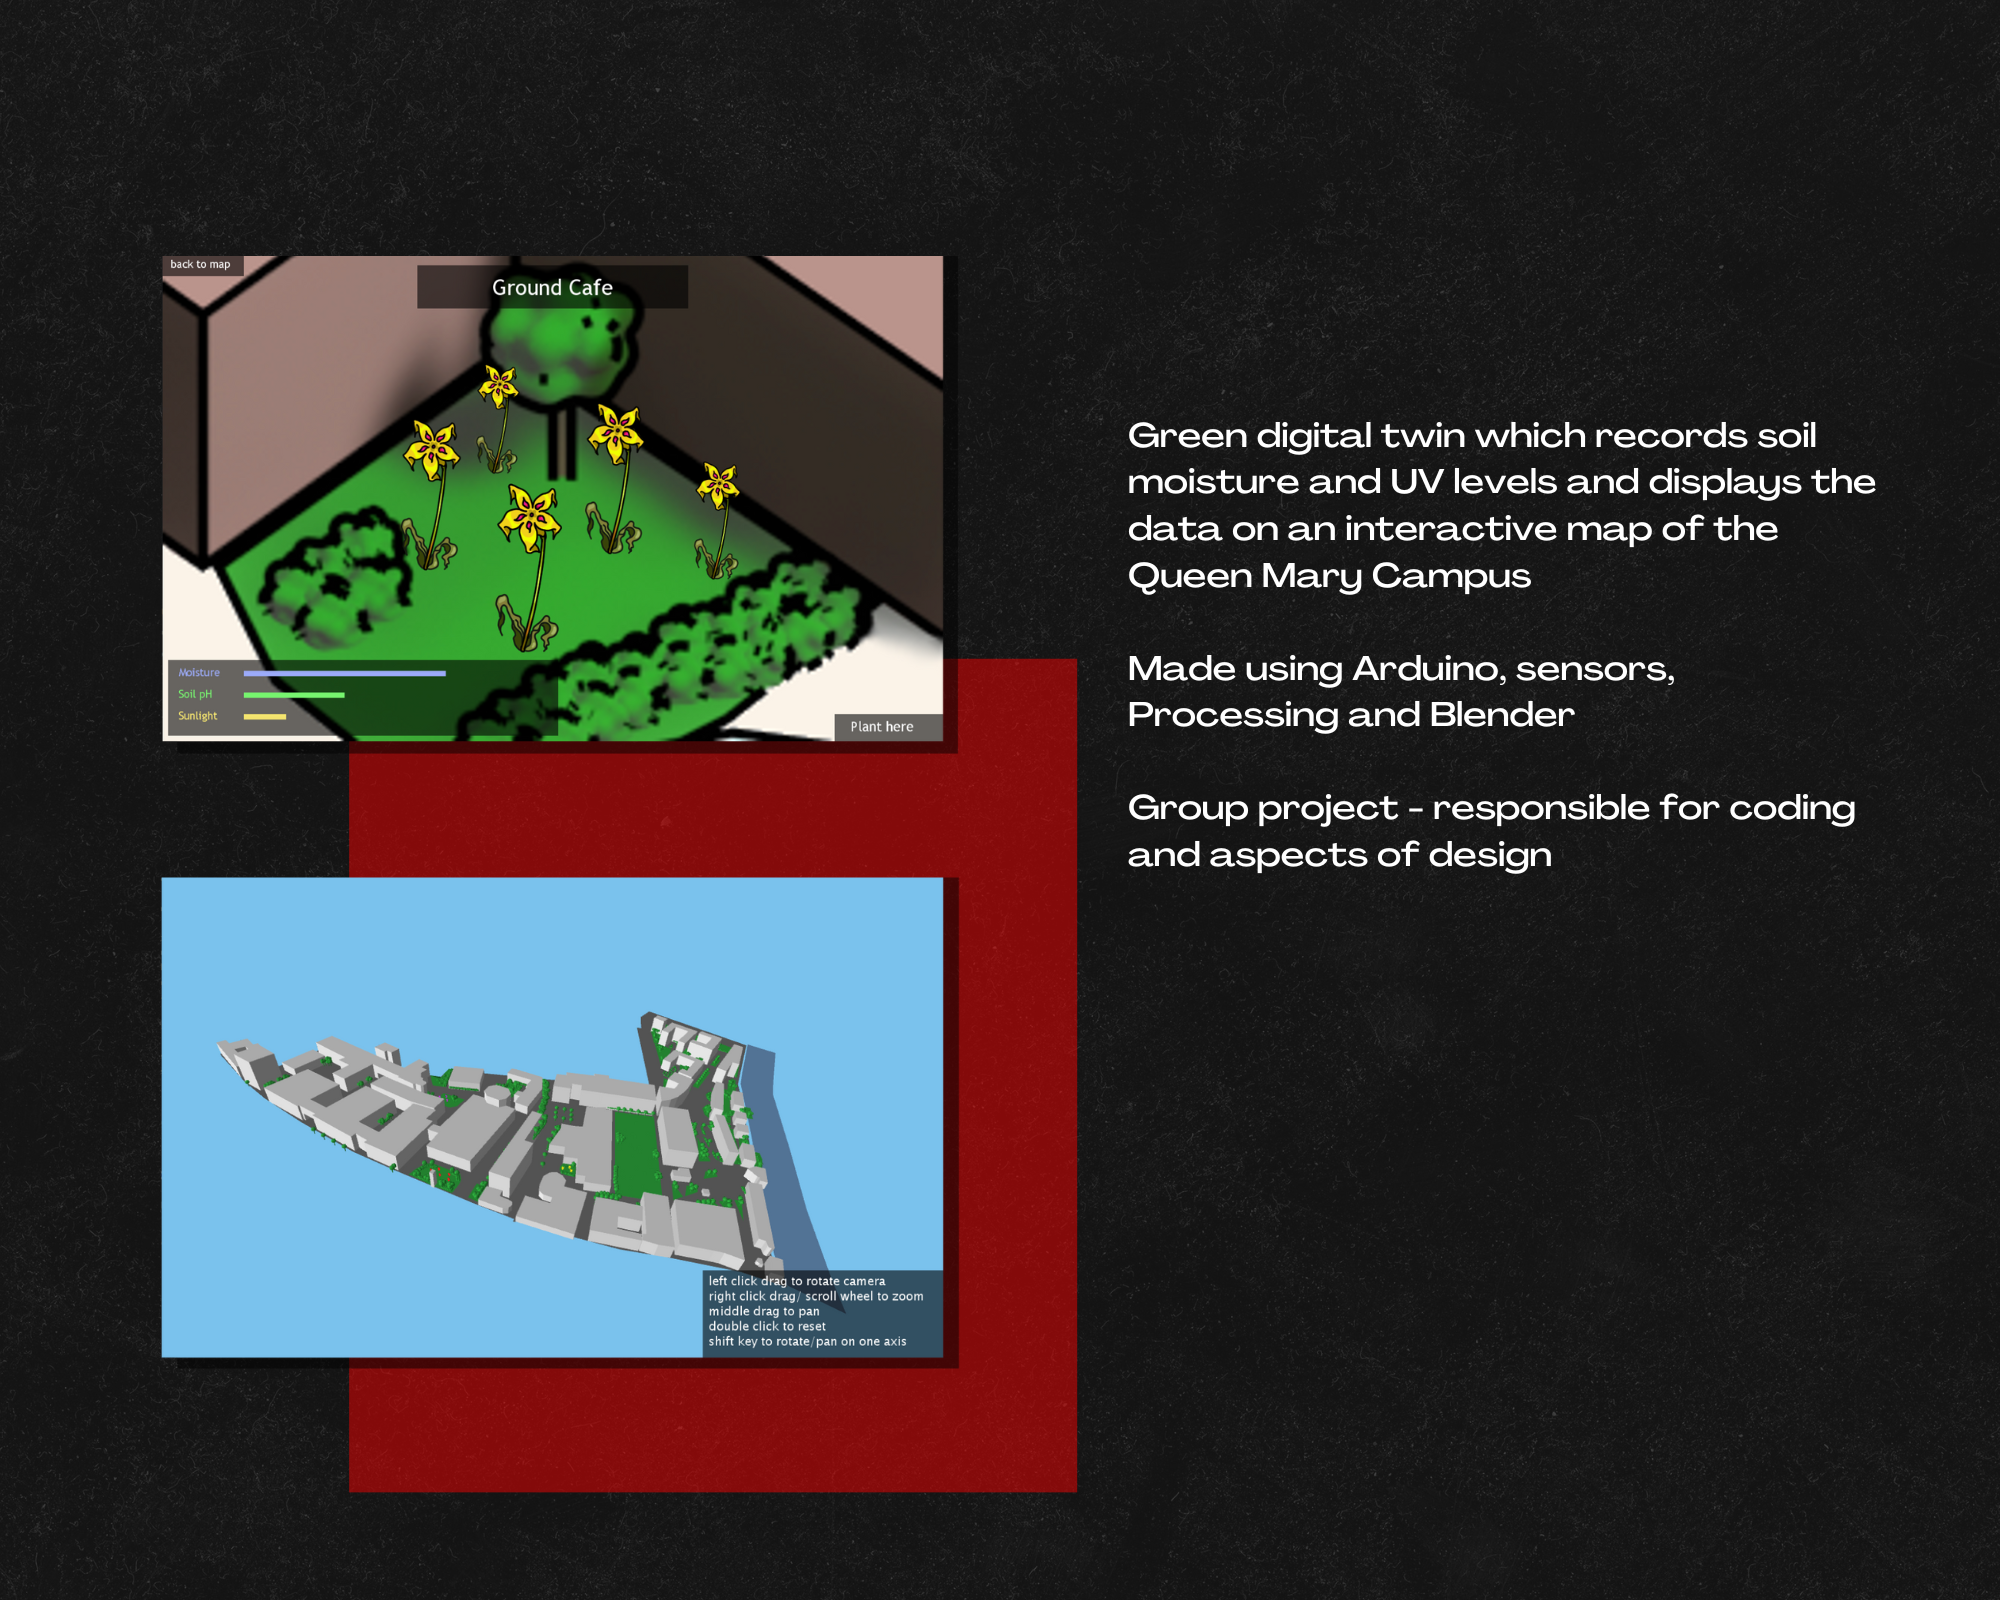 back to map
Ground Cafe
Moisture
Soil pH
Sunlight
Plant here
Green digital twin which records soil
moisture and UV levels and displays the
data on an interactive map of the
Queen Mary Campus
Made using Arduino, sensors,
Processing and Blender
Group project - responsible for coding
and aspects of design
left click drag to rotate camera
right click drag/ scroll wheel to zoom
middle drag to pan
double click to reset
shift key to rotate/pan on one axis